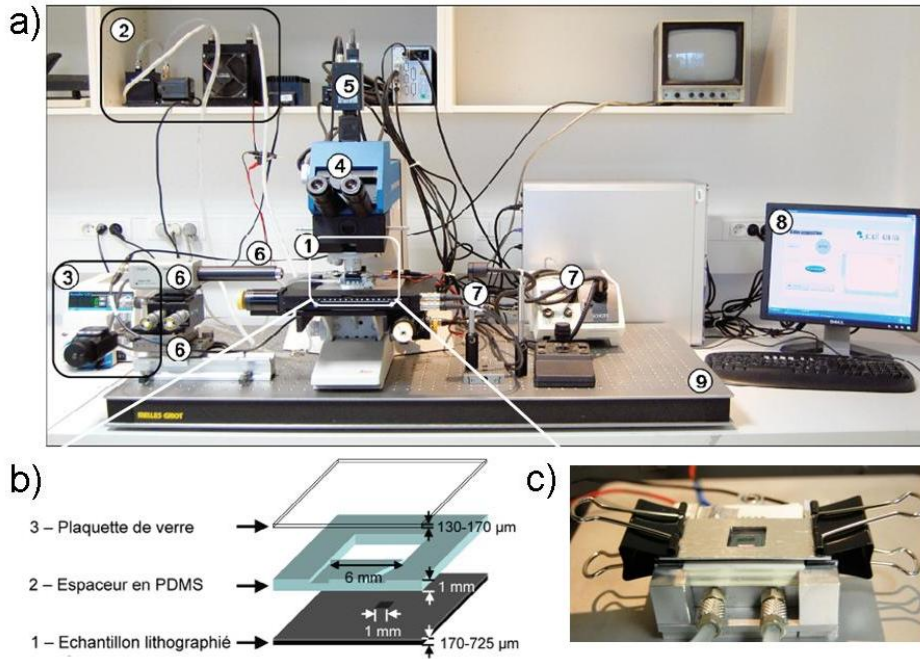 a)
2
5
4
1
6
3
6
6
7
7
8
9
MELLES GRIOT
DELL
b)
3 – Plaquette de verre
130-170 µm
6 mm
2 – Espaceur en PDMS
1 mm
1 mm
1 – Echantillon lithographié
170-725 µm
c)